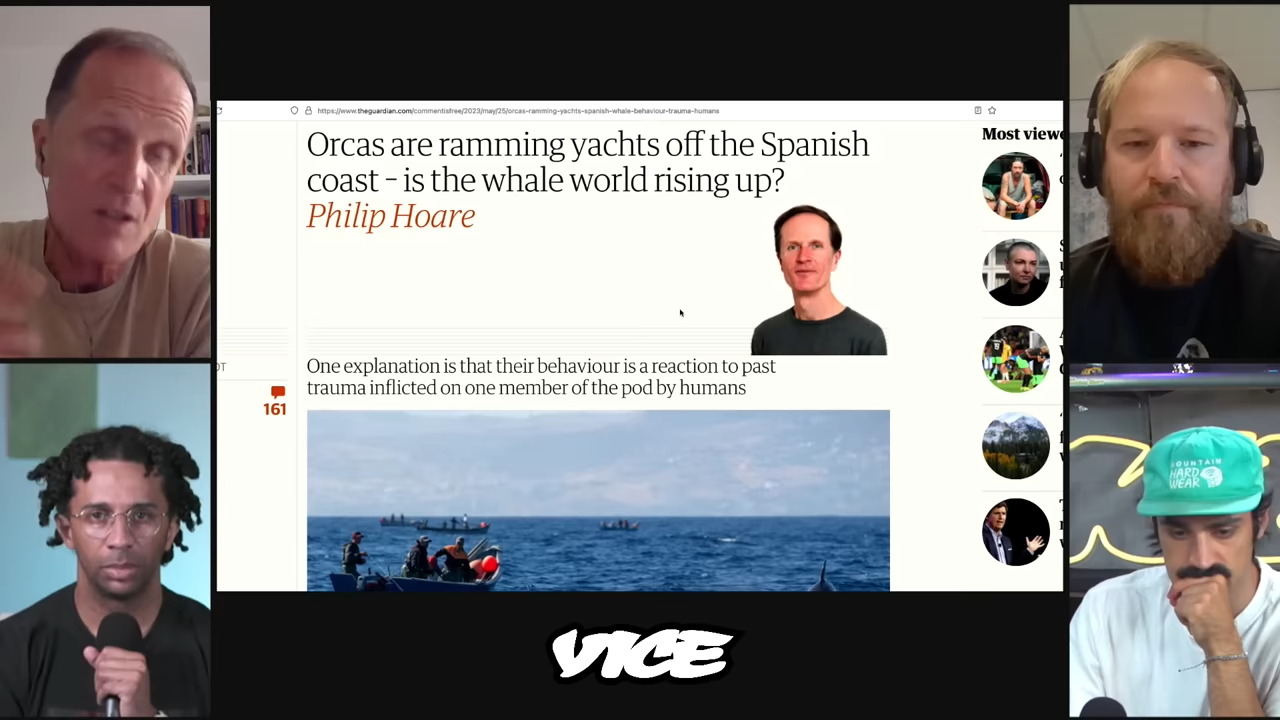 https://www.theguardian.com/commentisfree/2023/may/25/orcas-ramming-yachts-spanish-whale-behaviour-trauma-humans
Orcas are ramming yachts off the Spanish
coast – is the whale world rising up?
Philip Hoare
Most viewe
One explanation is that their behaviour is a reaction to past
trauma inflicted on one member of the pod by humans
161
MOUNTAIN
HARD
WEAR
VICE